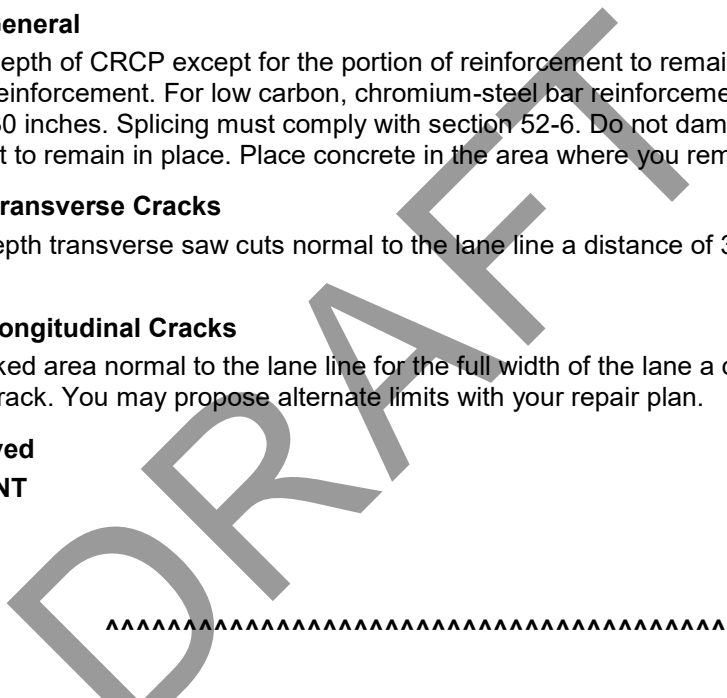 General
epth of CRCP except for the portion of reinforcement to remai
einforcement. For low carbon, chromium-steel bar reinforceme
60 inches. Splicing must comply with section 52-6. Do not dam
t to remain in place. Place concrete in the area where you rem
ransverse Cracks
epth transverse saw cuts normal to the lane line a distance of 3
ongitudinal Cracks
ked area normal to the lane line for the full width of the lane a
rack. You may propose alternate limits with your repair plan.
ved
NT
^^^^^^^^^^^^^^^^^^^^^^^^^^^^^^^^^^^^^^^
DRAFT